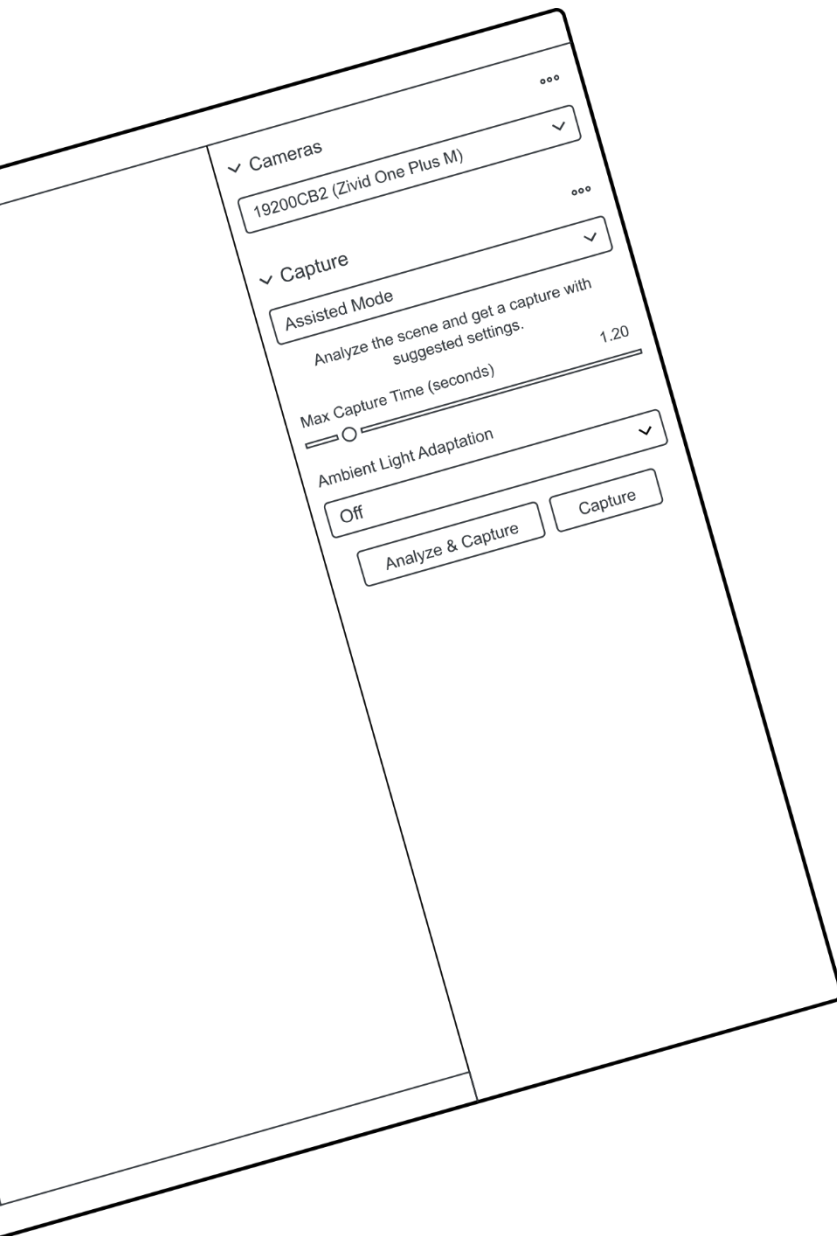 Cameras
19200CB2 (Zivid One Plus M)
Capture
Assisted Mode
Analyze the scene and get a capture with
suggested settings.
Max Capture Time (seconds) 1.20
Ambient Light Adaptation
Off
Analyze & Capture Capture